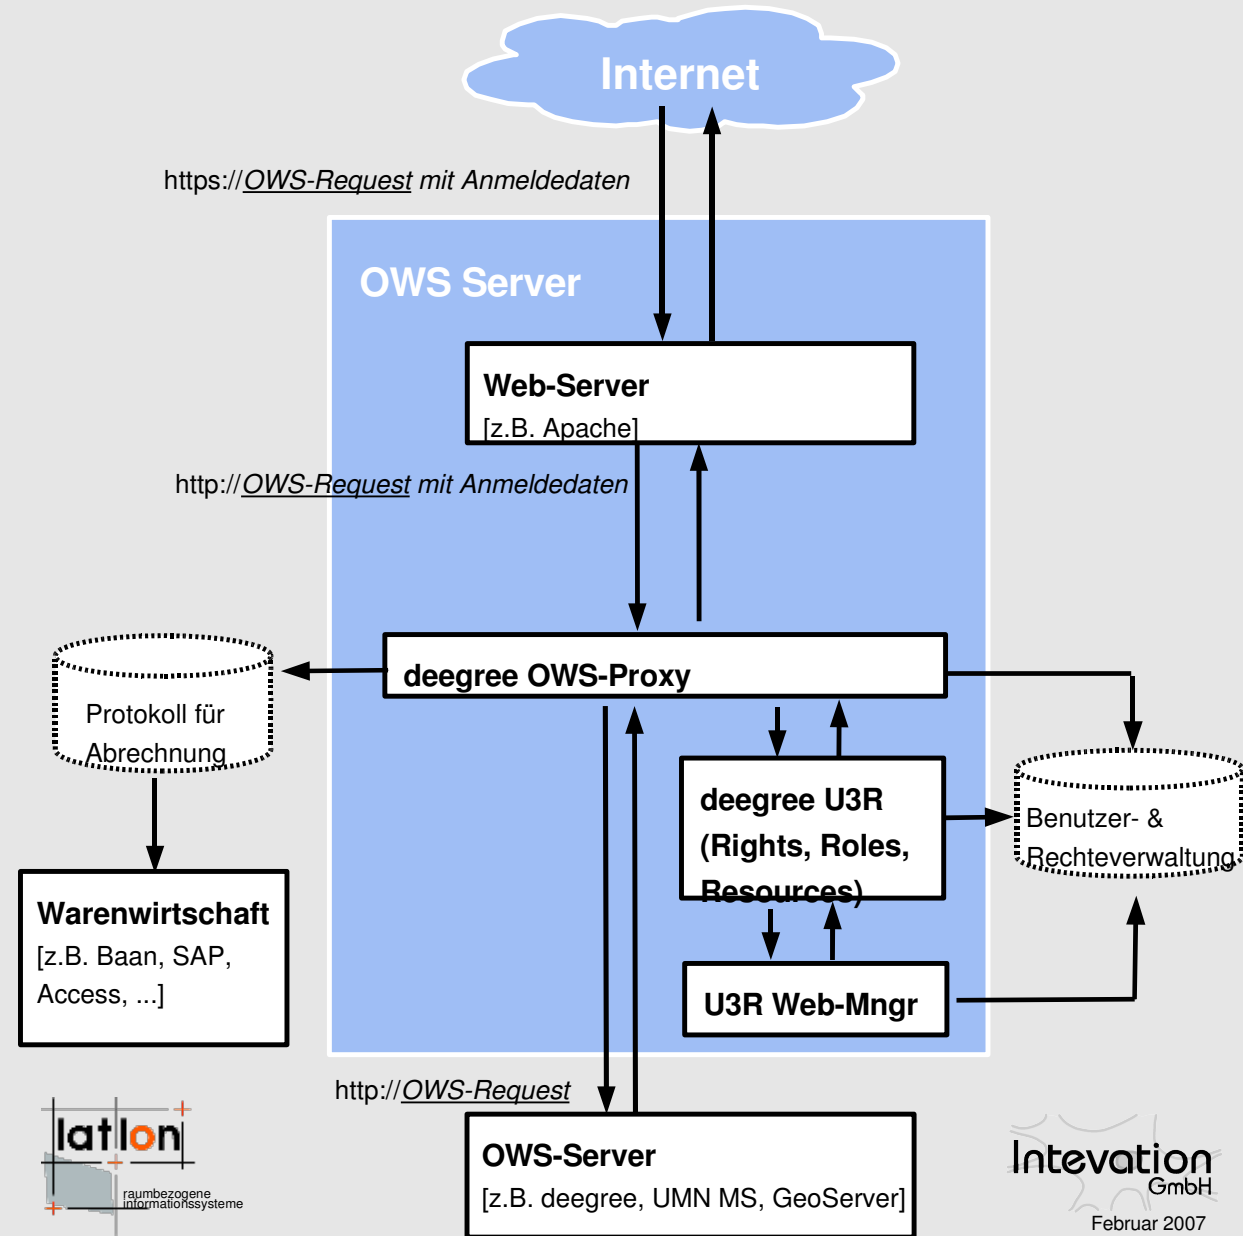 Internet
https://OWS-Request mit Anmeldedaten
OWS Server
Web-Server
[z.B. Apache]
http://OWS-Request mit Anmeldedaten
deegree OWS-Proxy
Protokoll für
Abrechnung
deegree U3R
(Rights, Roles,
Resources)
Benutzer- &
Rechteverwaltung
Warenwirtschaft
[z.B. Baan, SAP,
Access, ...]
U3R Web-Mngr
http://OWS-Request
OWS-Server
[z.B. deegree, UMN MS, GeoServer]
latlon
raumbezogene
informationssysteme
Intevation
GmbH
Februar 2007